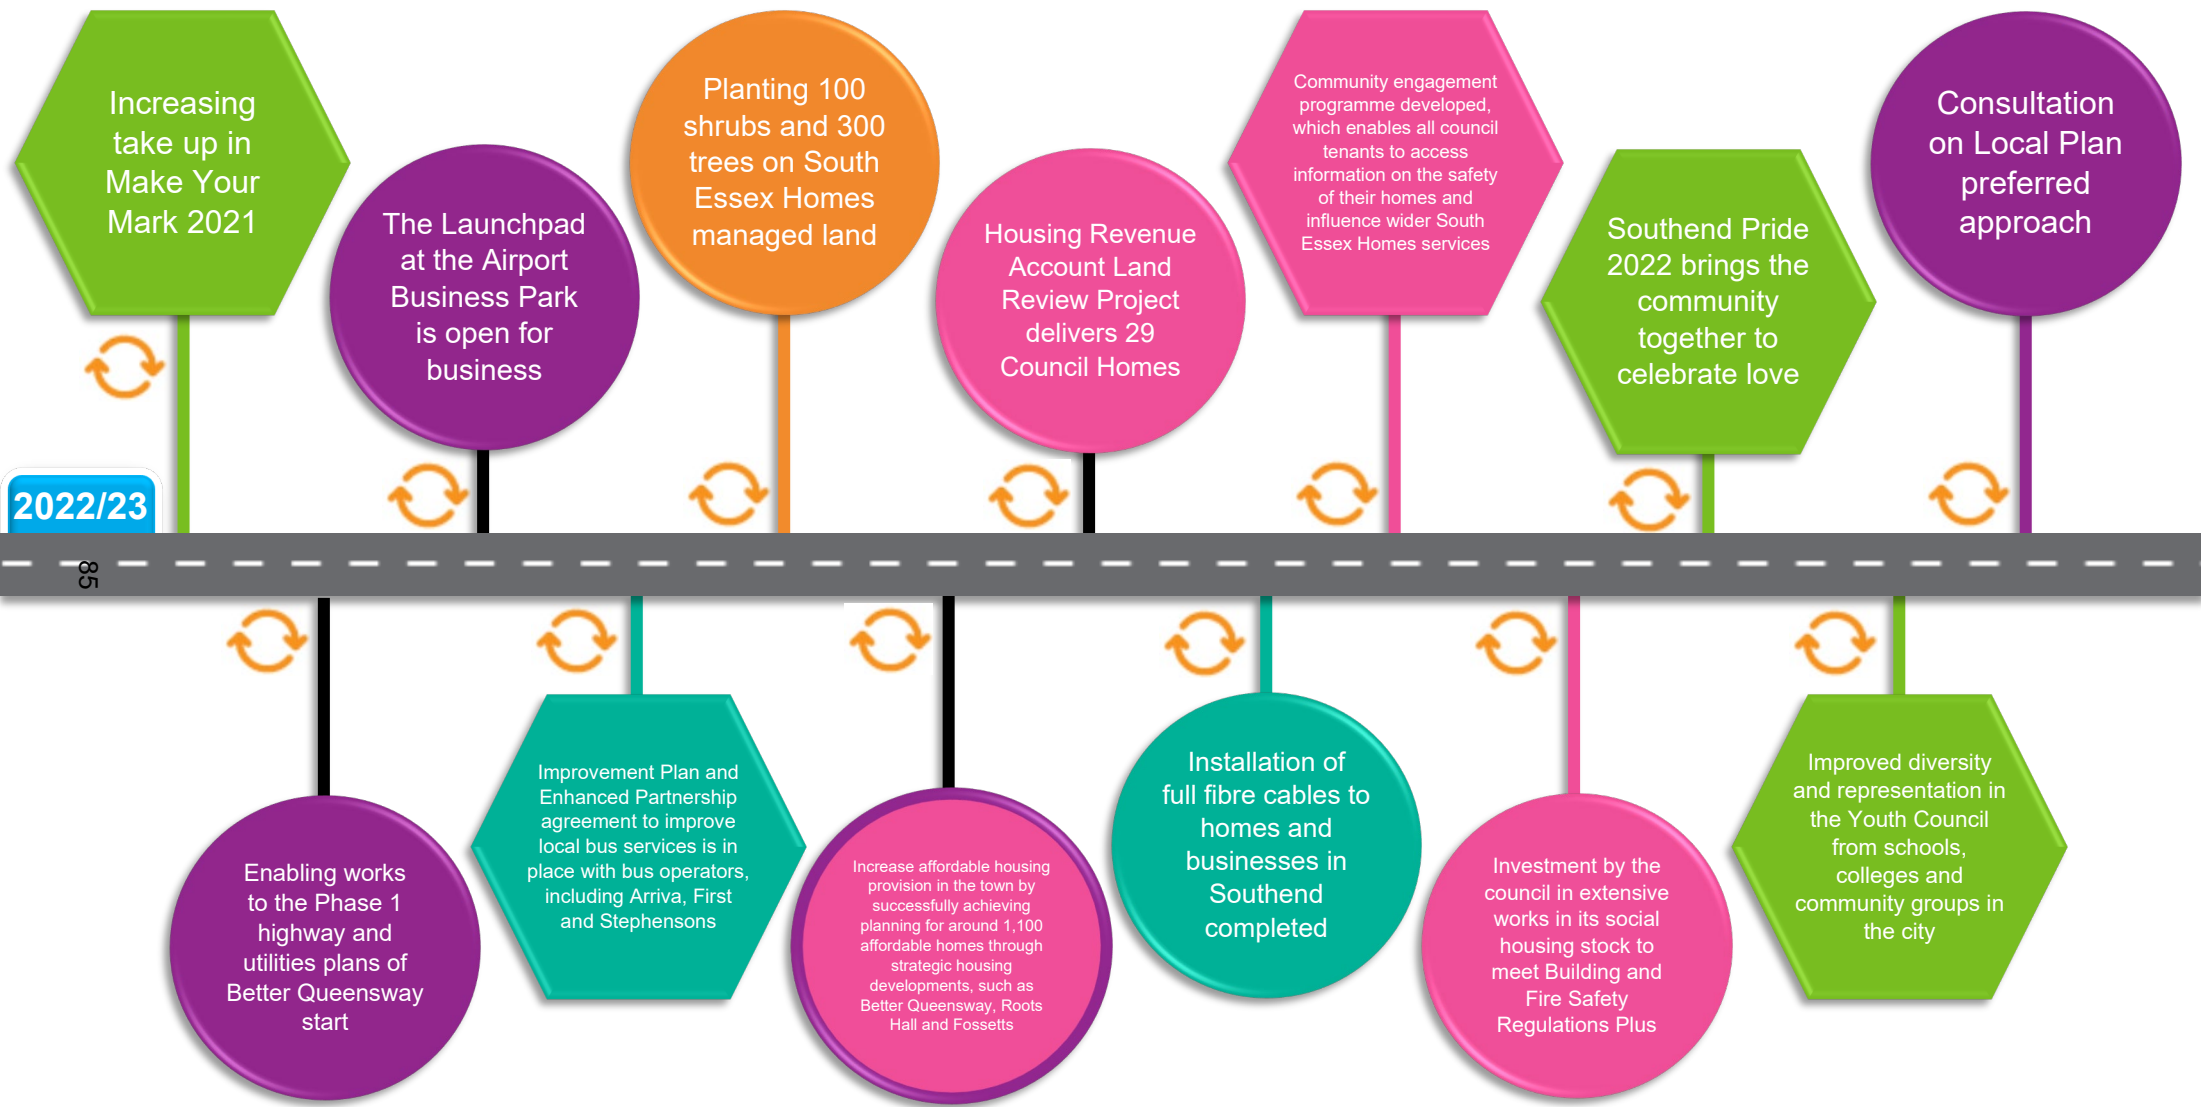 Increasing
take up in
Make Your
Mark 2021
The Launchpad
at the Airport
Business Park
is open for
business
Planting 100
shrubs and 300
trees on South
Essex Homes
managed land
Housing Revenue
Account Land
Review Project
delivers 29
Council Homes
Community engagement
programme developed,
which enables all council
tenants to access
information on the safety
of their homes and
influence wider South
Essex Homes services
Southend Pride
2022 brings the
community
together to
celebrate love
Consultation
on Local Plan
preferred
approach
2022/23
85
Enabling works
to the Phase 1
highway and
utilities plans of
Better Queensway
start
Improvement Plan and
Enhanced Partnership
agreement to improve
local bus services is in
place with bus operators,
including Arriva, First
and Stephensons
Increase affordable housing
provision in the town by
successfully achieving
planning for around 1,100
affordable homes through
strategic housing
developments, such as
Better Queensway, Roots
Hall and Fossetts
Installation of
full fibre cables to
homes and
businesses in
Southend
completed
Investment by the
council in extensive
works in its social
housing stock to
meet Building and
Fire Safety
Regulations Plus
Improved diversity
and representation in
the Youth Council
from schools,
colleges and
community groups in
the city